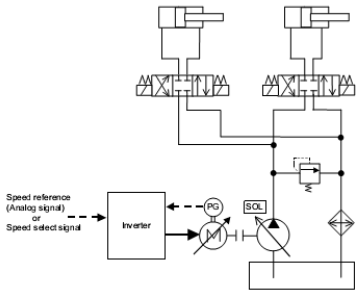 PG
SOL
Speed reference
(Analog signal)
or
Speed select signal
Inverter
M